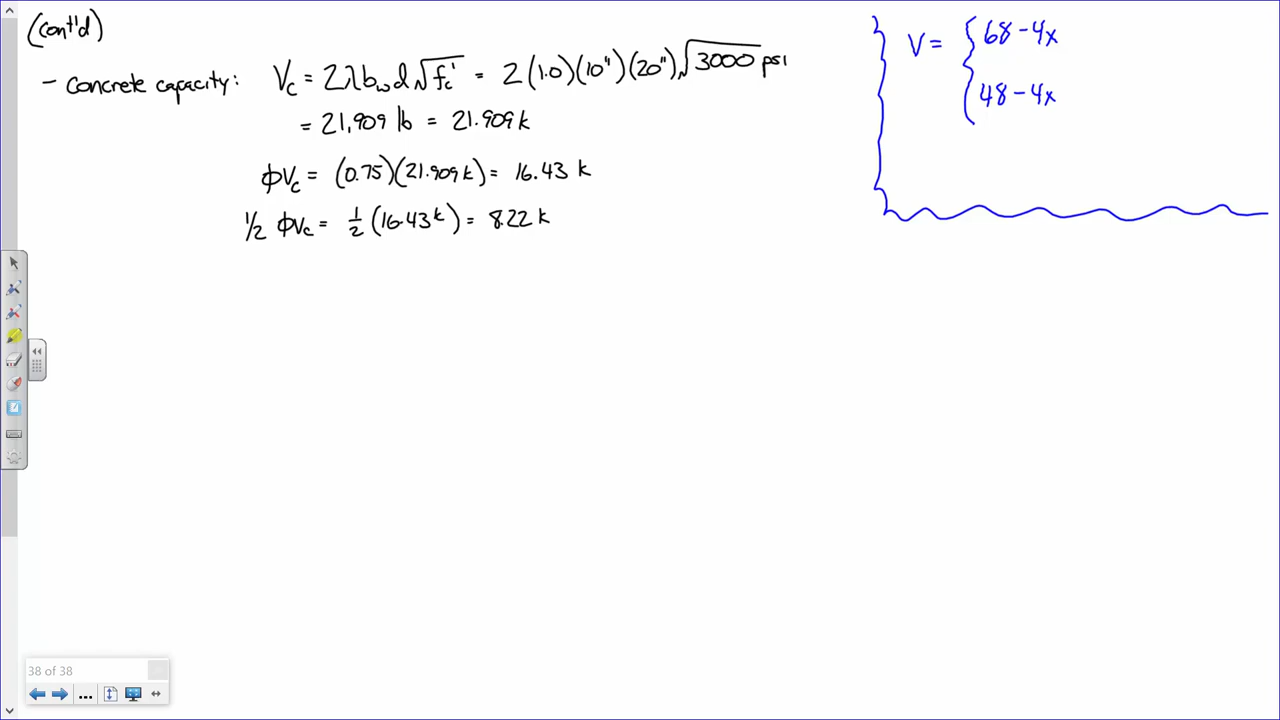 (cont'd)
- Concrete capacity: Vc = 2λb_w d√f'c = 2(1.0)(10")(20")√3000 psi
= 21,909 lb = 21.909 k
ϕVc = (0.75)(21.909 k) = 16.43 k
1/2 ϕVc = 1/2 (16.43 k) = 8.22 k
V = { 68 - 4x
48 - 4x
38 of 38
...